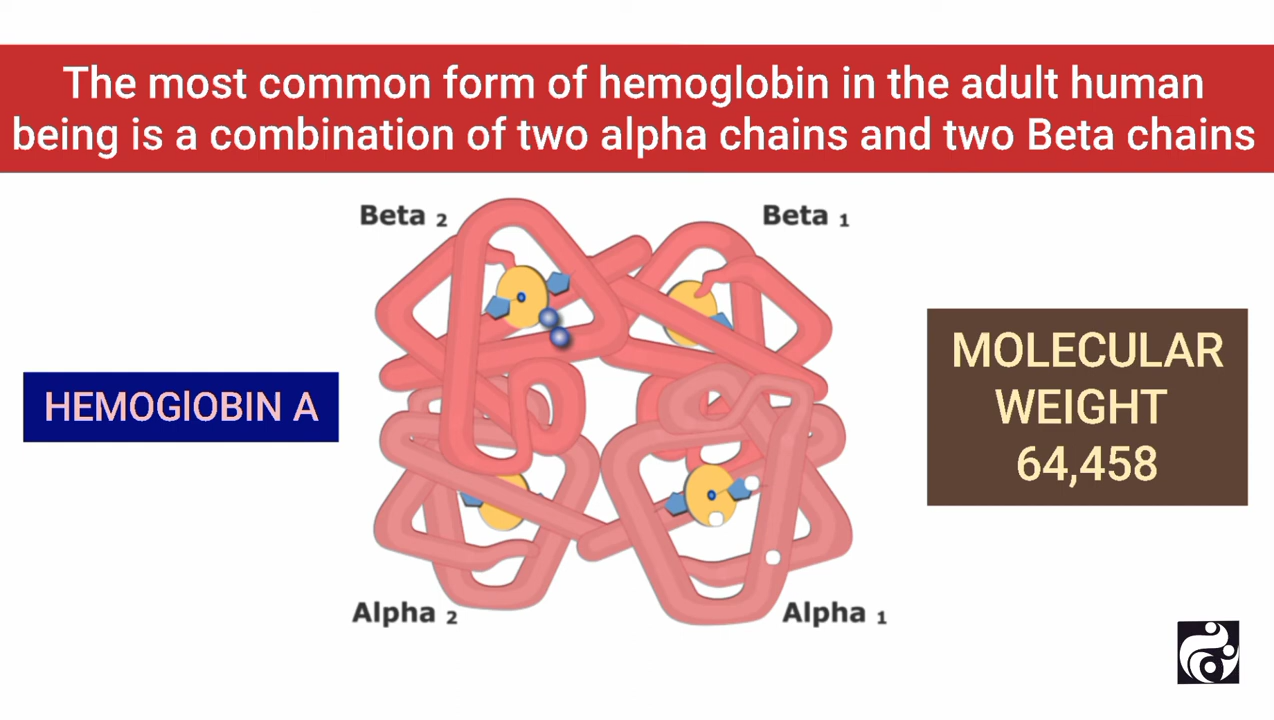 The most common form of hemoglobin in the adult human
being is a combination of two alpha chains and two Beta chains
Beta 2
Beta 1
HEMOGlOBIN A
MOLECULAR
WEIGHT
64,458
Alpha 2
Alpha 1